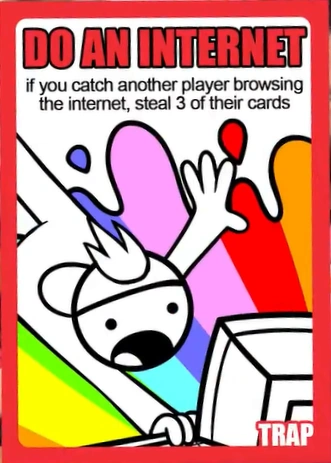 DO AN INTERNET
if you catch another player browsing
the internet, steal 3 of their cards
TRAP